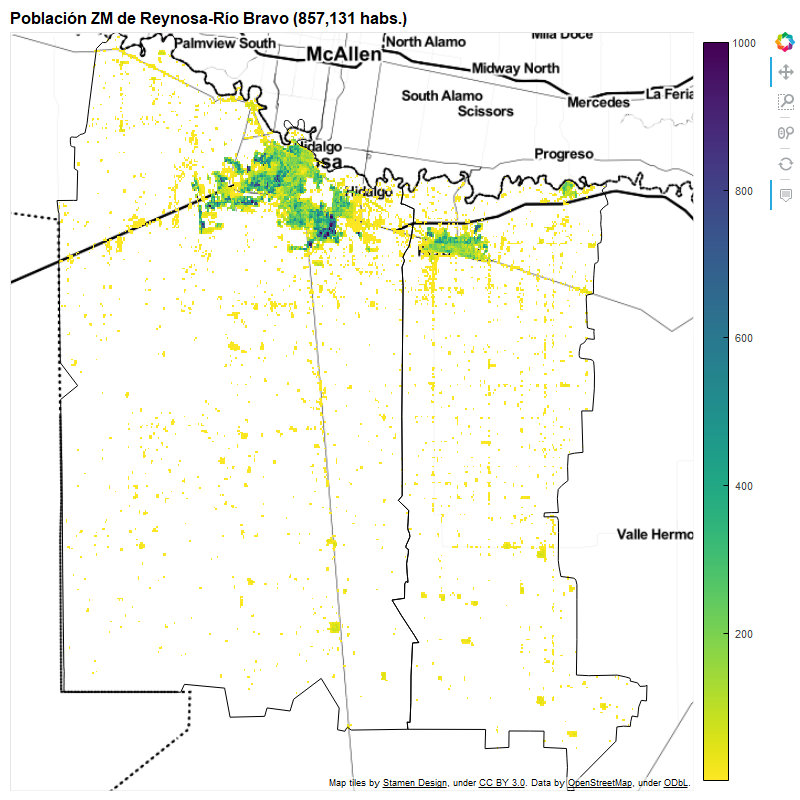 Población ZM de Reynosa-Río Bravo (857,131 habs.)
Palmview South
McAllen
North Alamo
Mila Doce
Midway North
South Alamo
Scissors
Mercedes
La Feria
Hidalgo
sa
Progreso
Hidalgo
Valle Hermo
1000
800
600
400
200
Map tiles by Stamen Design, under CC BY 3.0. Data by OpenStreetMap, under ODbL.